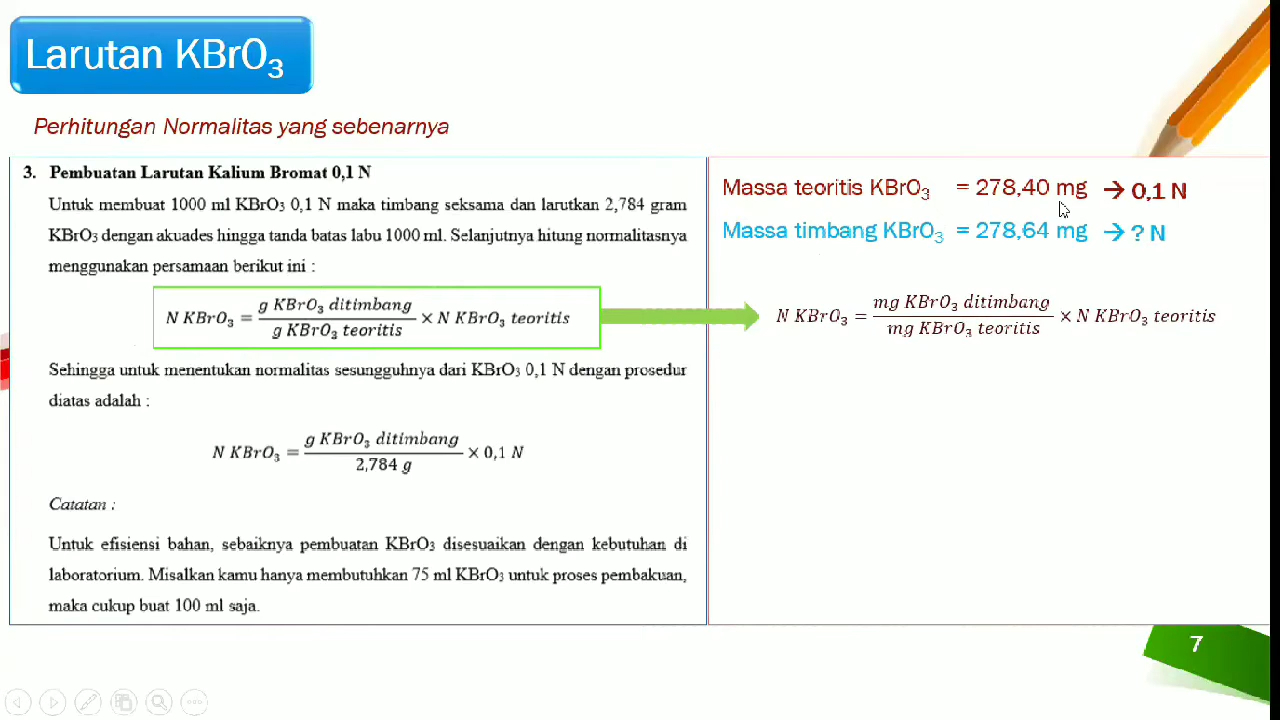 Larutan KBrO₃
Perhitungan Normalitas yang sebenarnya
3. Pembuatan Larutan Kalium Bromat 0,1 N
Untuk membuat 1000 ml KBrO₃ 0,1 N maka timbang seksama dan larutkan 2,784 gram
KBrO₃ dengan akuades hingga tanda batas labu 1000 ml. Selanjutnya hitung normalitasnya
menggunakan persamaan berikut ini :
N KBrO₃ = g KBrO₃ ditimbang / g KBrO₃ teoritis × N KBrO₃ teoritis
Sehingga untuk menentukan normalitas sesungguhnya dari KBrO₃ 0,1 N dengan prosedur
diatas adalah :
N KBrO₃ = g KBrO₃ ditimbang / 2,784 g × 0,1 N
Catatan :
Untuk efisiensi bahan, sebaiknya pembuatan KBrO₃ disesuaikan dengan kebutuhan di
laboratorium. Misalkan kamu hanya membutuhkan 75 ml KBrO₃ untuk proses pembakuan,
maka cukup buat 100 ml saja.
Massa teoritis KBrO₃ = 278,40 mg → 0,1 N
Massa timbang KBrO₃ = 278,64 mg → ? N
N KBrO₃ = mg KBrO₃ ditimbang / mg KBrO₃ teoritis × N KBrO₃ teoritis
7